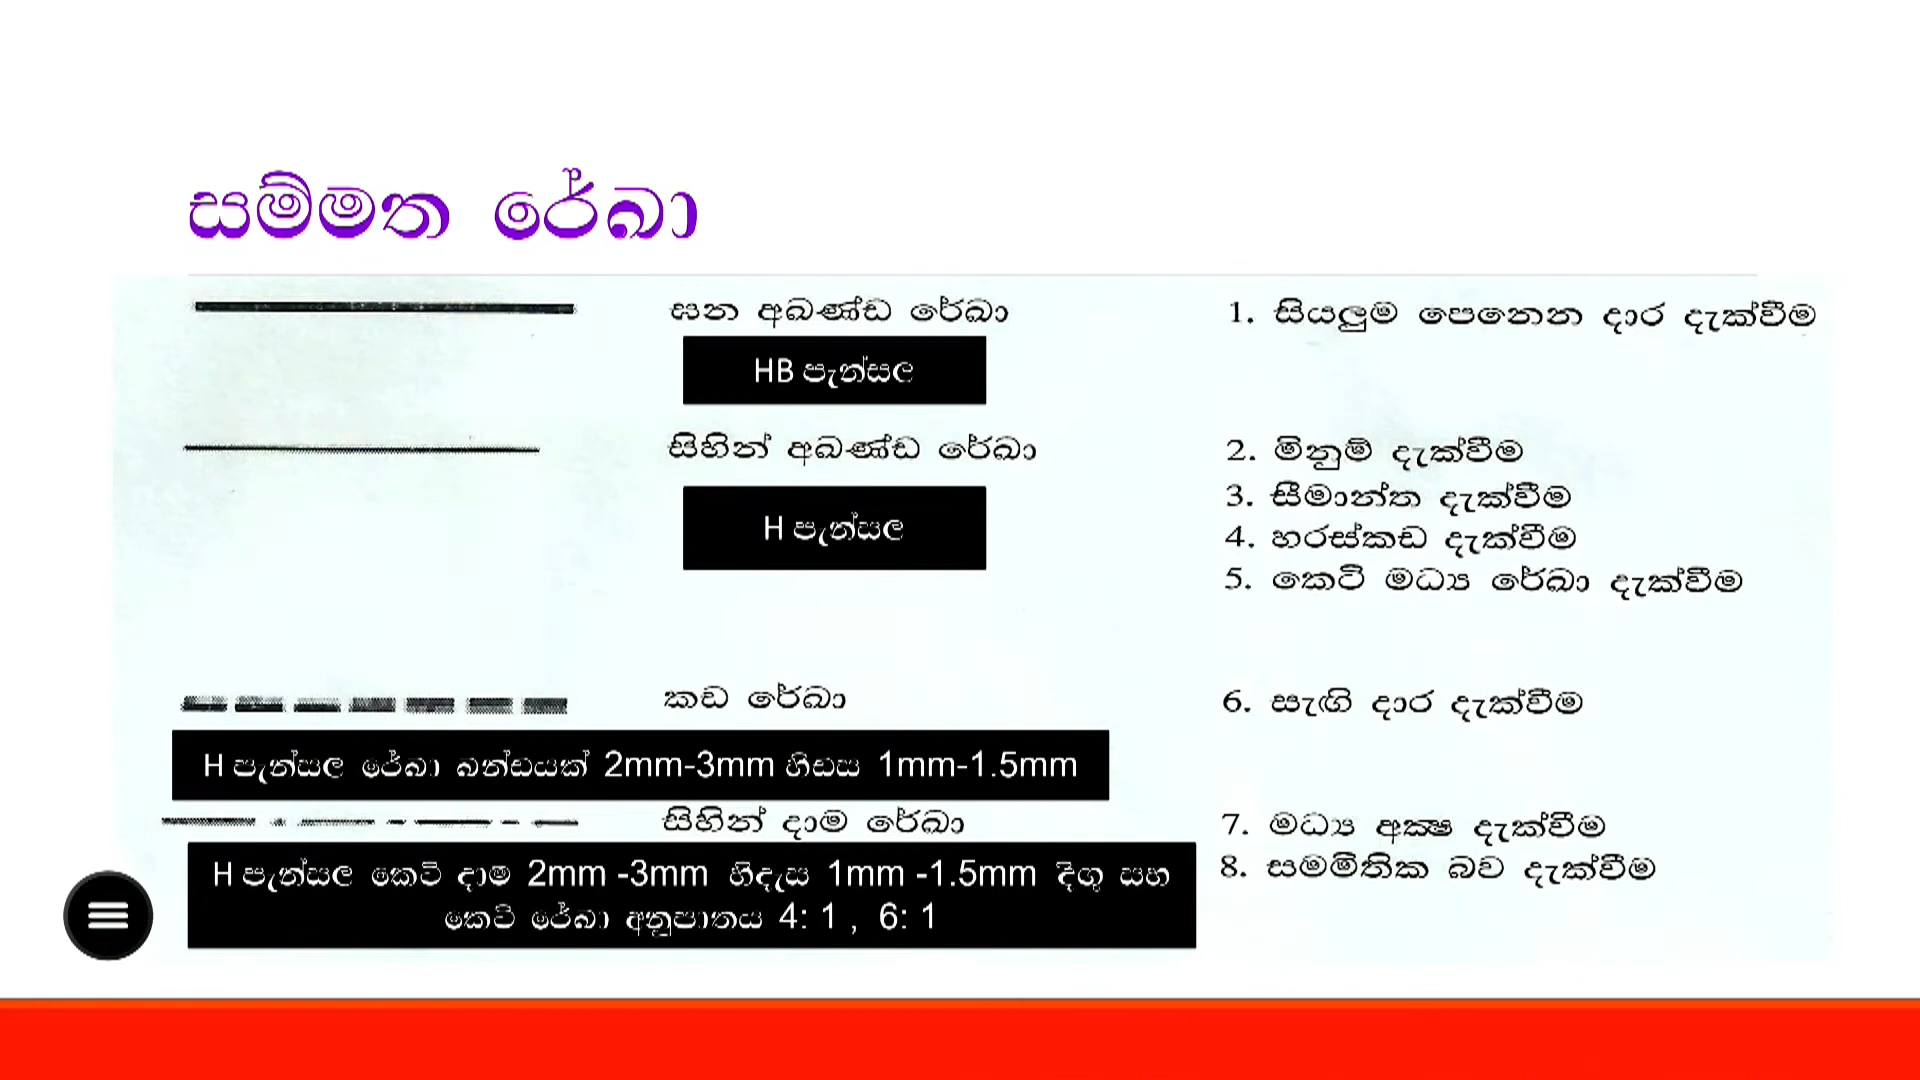 සම්මත රේඛා
ඝන අඛණ්ඩ රේඛා
1. සියලුම පෙනෙන දාර දැක්වීම
HB පැන්සල
සිහින් අඛණ්ඩ රේඛා
2. මිනුම් දැක්වීම
3. සීමාන්ත දැක්වීම
H පැන්සල
4. හරස්කඩ දැක්වීම
5. කෙටි මධ්‍ය රේඛා දැක්වීම
කඩ රේඛා
6. සැඟි දාර දැක්වීම
H පැන්සල රේඛා ඛන්ඩයක් 2mm-3mm හිඩස 1mm-1.5mm
සිහින් දාම රේඛා
7. මධ්‍ය අක්‍ෂ දැක්වීම
8. සමමිතික බව දැක්වීම
H පැන්සල කෙටි දාම 2mm -3mm හිදැස 1mm -1.5mm දිගු සහ
කෙටි රේඛා අනුපාතය 4: 1 , 6: 1